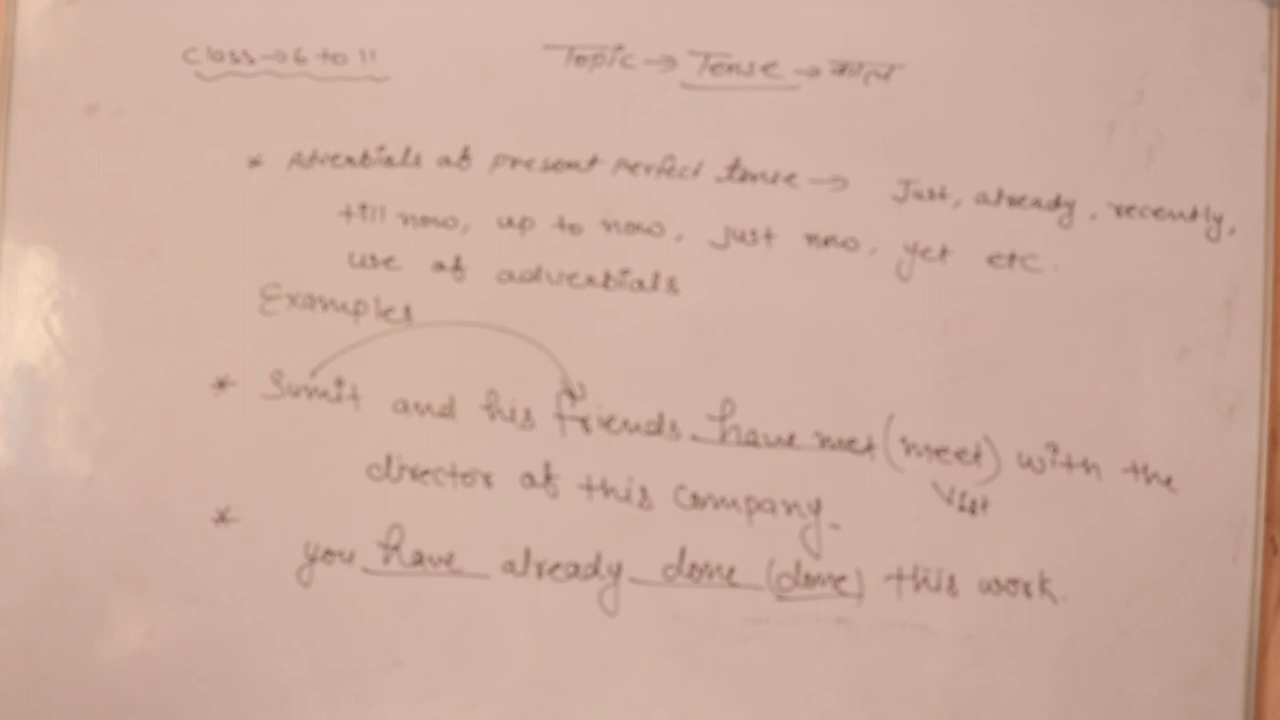 Class → 6 to 11
Topic → Tense → काल
* Adverbials of present perfect tense → Just, already, recently,
till now, up to now, just now, yet etc.
use of adverbials
Examples
* Sumit and his friends have met (meet) with the
director of this company.
* you have already done (done) this work.